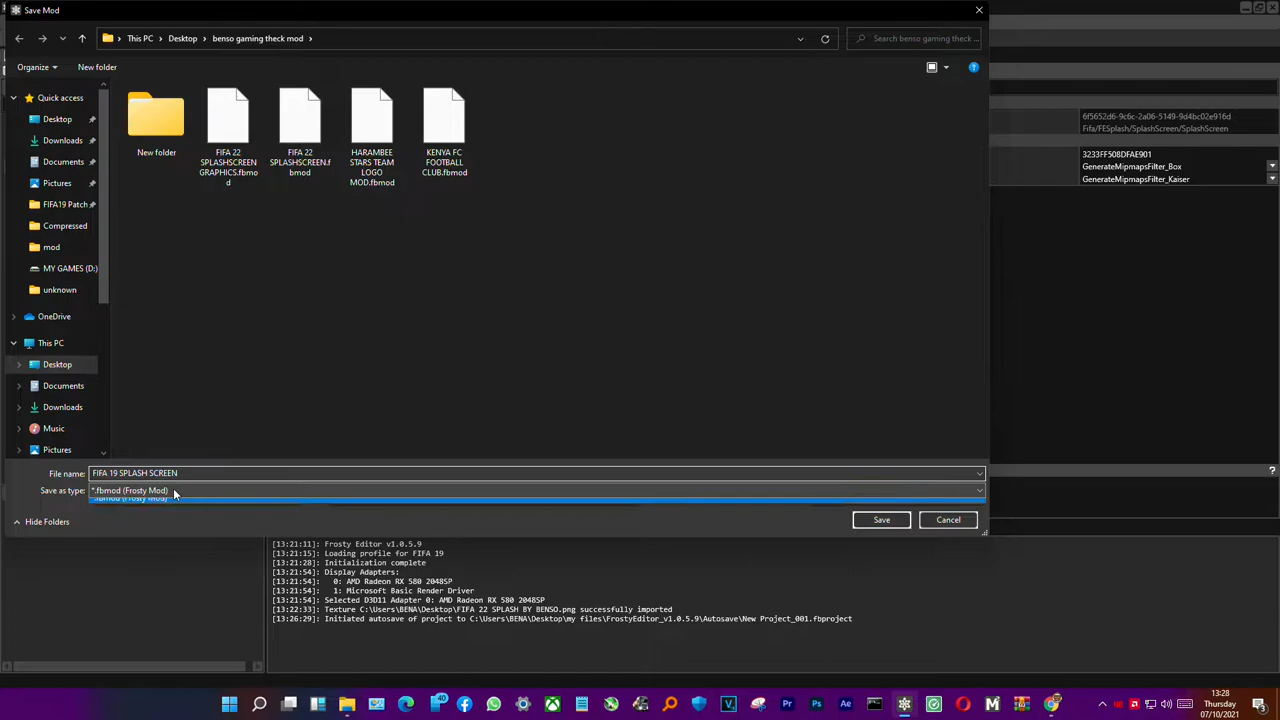 Save Mod
This PC
Desktop
benso gaming theck mod
Search benso gaming theck ...
Organize
New folder
Quick access
Desktop
Downloads
Documents
Pictures
FIFA19 Patch
Compressed
mod
MY GAMES (D:)
unknown
OneDrive
This PC
Desktop
Documents
Downloads
Music
Pictures
New folder
FIFA 22
SPLASHSCREEN
GRAPHICS.fbmo
d
FIFA 22
SPLASHSCREEN.f
bmod
HARAMBEE
STARS TEAM
LOGO
MOD.fbmod
KENYA FC
FOOTBALL
CLUB.fbmod
6f5652d6-9c6c-2a06-5149-9d4bc02e916d
Fifa/FESplash/SplashScreen/SplashScreen
3233FF508DFAE901
GenerateMipmapsFilter_Box
GenerateMipmapsFilter_Kaiser
File name: FIFA 19 SPLASH SCREEN
Save as type: *.fbmod (Frosty Mod)
*.fbmod (Frosty Mod)
Hide Folders
Save
Cancel
[13:21:11]: Frosty Editor v1.0.5.9
[13:21:15]: Loading profile for FIFA 19
[13:21:28]: Initialization complete
[13:21:54]: Display Adapters:
[13:21:54]: 0: AMD Radeon RX 580 2048SP
[13:21:54]: 1: Microsoft Basic Render Driver
[13:21:54]: Selected D3D11 Adapter 0: AMD Radeon RX 580 2048SP
[13:22:33]: Texture C:\Users\BENA\Desktop\FIFA 22 SPLASH BY BENSO.png successfully imported
[13:26:29]: Initiated autosave of project to C:\Users\BENA\Desktop\my files\FrostyEditor_v1.0.5.9\Autosave\New Project_001.fbproject
40
13:28
Thursday
07/10/2021
3